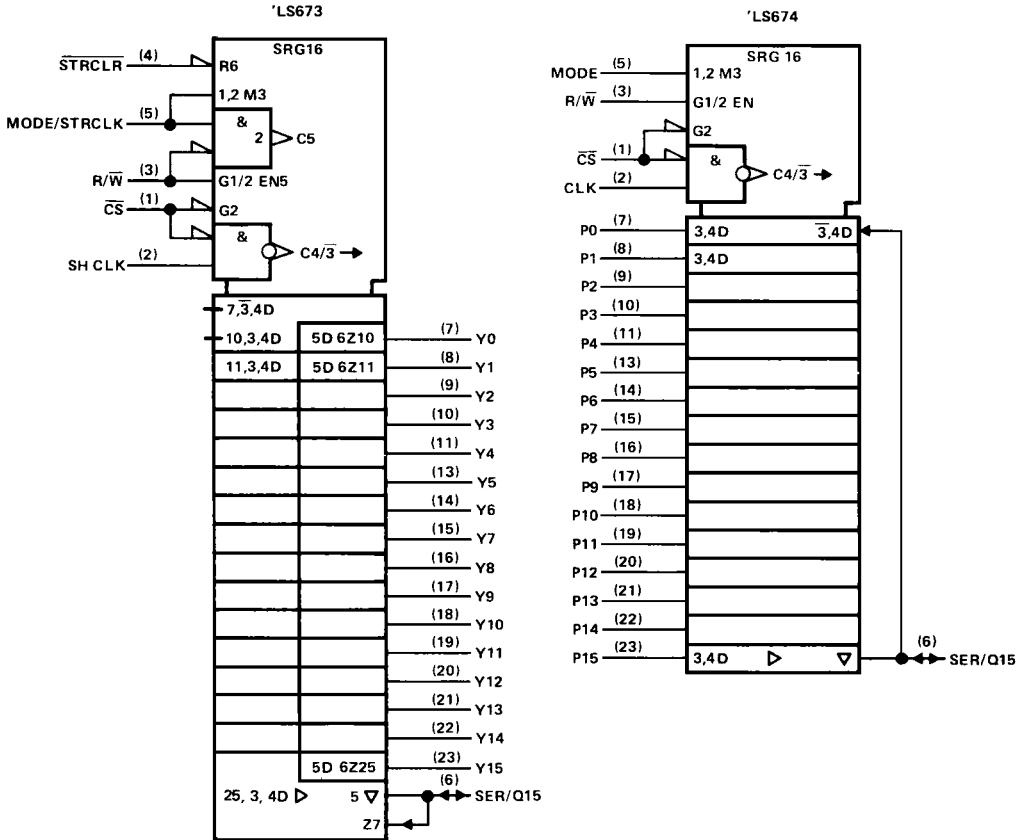 'LS673
SRG16
STRCLR (4) R6
1,2 M3
MODE/STRCLK (5) & 2 C5
R/W̅ (3) G1/2 EN5
C̅S̅ (1) G2
&
SH CLK (2) C4/3̅ →
7,3̅,4D
10,3,4D 5D 6Z10 (7) Y0
11,3,4D 5D 6Z11 (8) Y1
(9) Y2
(10) Y3
(11) Y4
(13) Y5
(14) Y6
(15) Y7
(16) Y8
(17) Y9
(18) Y10
(19) Y11
(20) Y12
(21) Y13
(22) Y14
5D 6Z25 (23) Y15
25, 3, 4D 5 (6) SER/Q15
Z7
'LS674
SRG 16
MODE (5) 1,2 M3
R/W̅ (3) G1/2 EN
G2
C̅S̅ (1) &
CLK (2) C4/3̅ →
P0 (7) 3,4D 3̅,4D
P1 (8) 3,4D
P2 (9)
P3 (10)
P4 (11)
P5 (13)
P6 (14)
P7 (15)
P8 (16)
P9 (17)
P10 (18)
P11 (19)
P12 (20)
P13 (21)
P14 (22)
P15 (23) 3,4D (6) SER/Q15